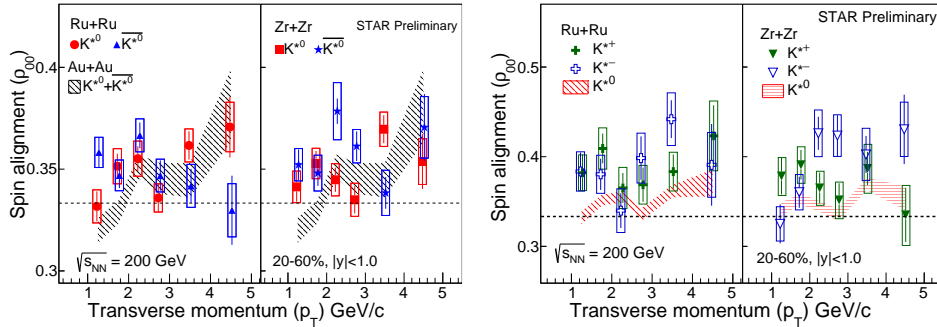 Ru+Ru
K*0 K*0
Au+Au
K*0+K*0
Zr+Zr
K*0 K*0
0.4
0.35
0.3
Spin alignment (ρ00)
√sNN = 200 GeV
20-60%, |y|<1.0
1 2 3 4 5 1 2 3 4 5
Transverse momentum (pT) GeV/c
STAR Preliminary
Ru+Ru
K*+
K*−
K*0
Zr+Zr
K*+
K*−
K*0
0.5
0.4
0.3
Spin alignment (ρ00)
√sNN = 200 GeV
20-60%, |y|<1.0
1 2 3 4 5 1 2 3 4 5
Transverse momentum (pT) GeV/c